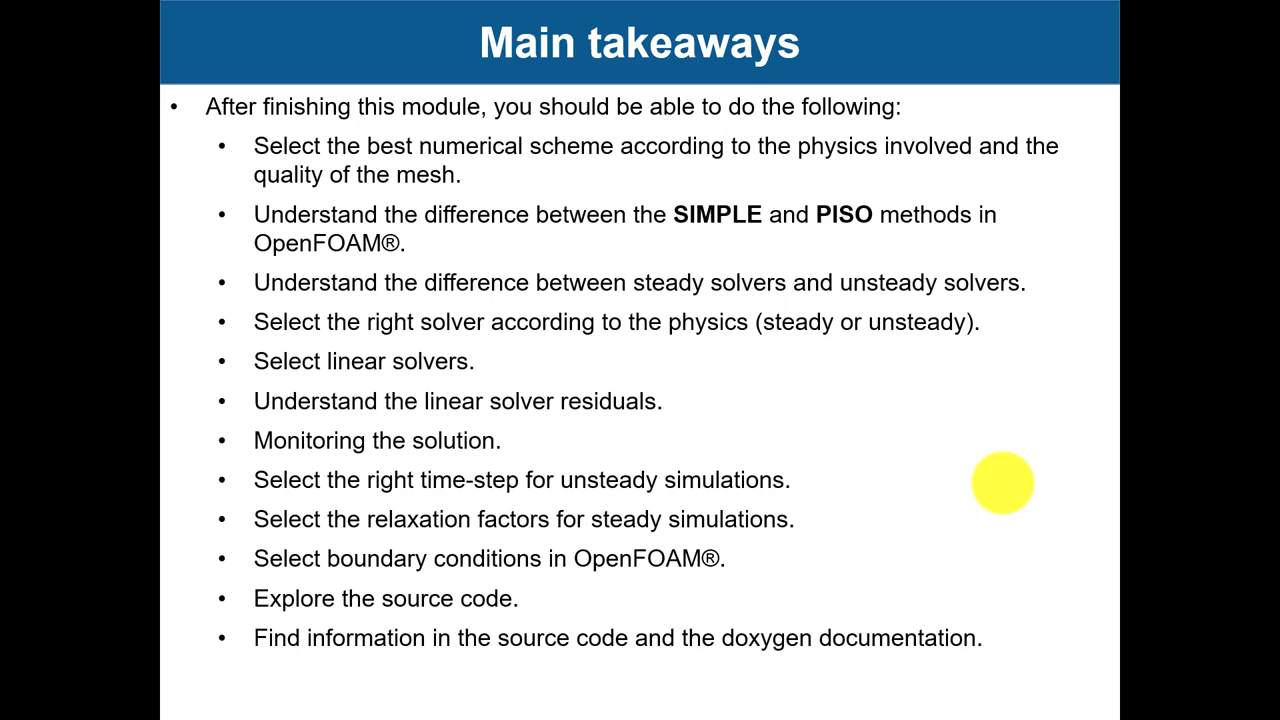 Main takeaways
• After finishing this module, you should be able to do the following:
• Select the best numerical scheme according to the physics involved and the
quality of the mesh.
• Understand the difference between the SIMPLE and PISO methods in
OpenFOAM®.
• Understand the difference between steady solvers and unsteady solvers.
• Select the right solver according to the physics (steady or unsteady).
• Select linear solvers.
• Understand the linear solver residuals.
• Monitoring the solution.
• Select the right time-step for unsteady simulations.
• Select the relaxation factors for steady simulations.
• Select boundary conditions in OpenFOAM®.
• Explore the source code.
• Find information in the source code and the doxygen documentation.